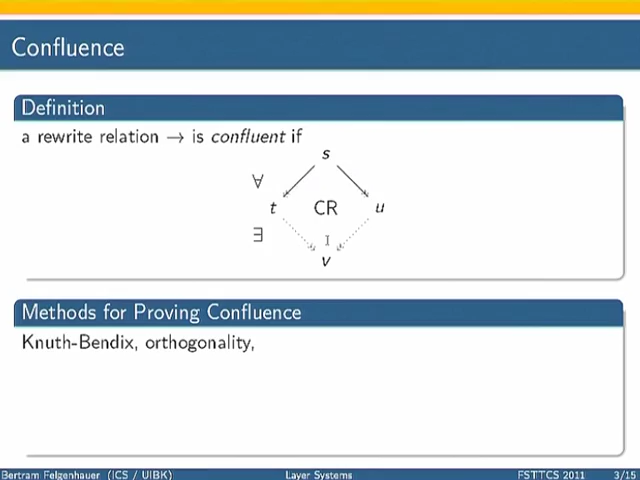 Confluence
Definition
a rewrite relation → is confluent if
s
∀
t CR u
∃
v
Methods for Proving Confluence
Knuth-Bendix, orthogonality,
Bertram Felgenhauer (ICS / UIBK) Layer Systems FSTTCS 2011 3/15